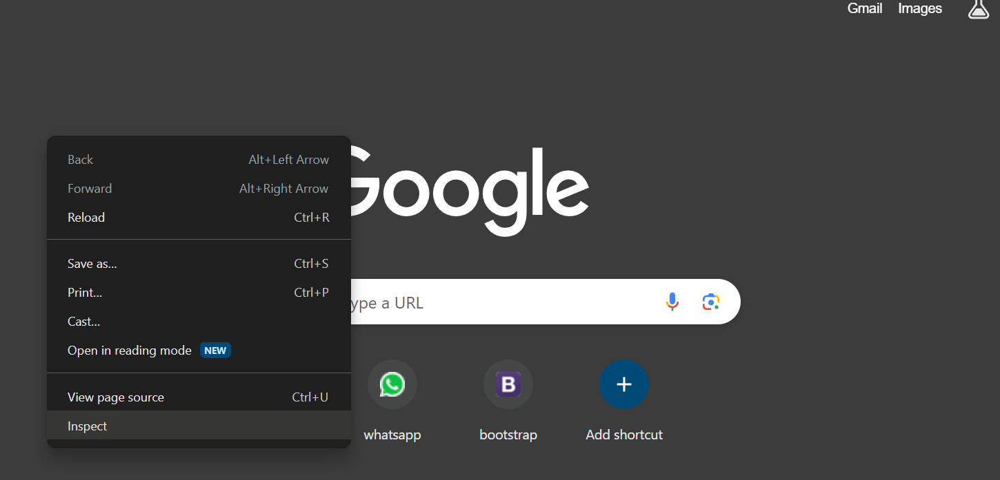 Gmail Images
Google
Back Alt+Left Arrow
Forward Alt+Right Arrow
Reload Ctrl+R
Save as... Ctrl+S
Print... Ctrl+P
Cast...
Open in reading mode NEW
View page source Ctrl+U
Inspect
ype a URL
B
whatsapp bootstrap Add shortcut